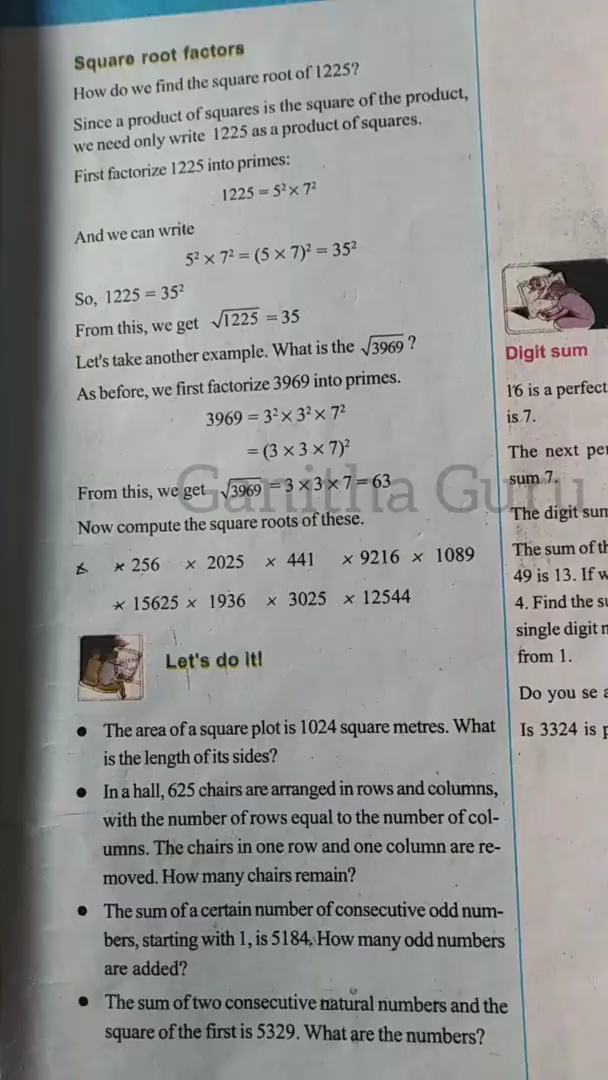 Square root factors
How do we find the square root of 1225?
Since a product of squares is the square of the product,
we need only write 1225 as a product of squares.
First factorize 1225 into primes:
1225 = 5² × 7²
And we can write
5² × 7² = (5 × 7)² = 35²
So, 1225 = 35²
From this, we get √1225 = 35
Let's take another example. What is the √3969 ?
As before, we first factorize 3969 into primes.
3969 = 3² × 3² × 7²
= (3 × 3 × 7)²
From this, we get √3969 = 3 × 3 × 7 = 63
Ganitha Guru
Now compute the square roots of these.
× 256 × 2025 × 441 × 9216 × 1089
× 15625 × 1936 × 3025 × 12544
Let's do it!
• The area of a square plot is 1024 square metres. What
is the length of its sides?
• In a hall, 625 chairs are arranged in rows and columns,
with the number of rows equal to the number of col-
umns. The chairs in one row and one column are re-
moved. How many chairs remain?
• The sum of a certain number of consecutive odd num-
bers, starting with 1, is 5184. How many odd numbers
are added?
• The sum of two consecutive natural numbers and the
square of the first is 5329. What are the numbers?
Digit sum
16 is a perfect
is 7.
The next per
sum 7.
The digit sum
The sum of th
49 is 13. If w
4. Find the su
single digit n
from 1.
Do you se a
Is 3324 is p